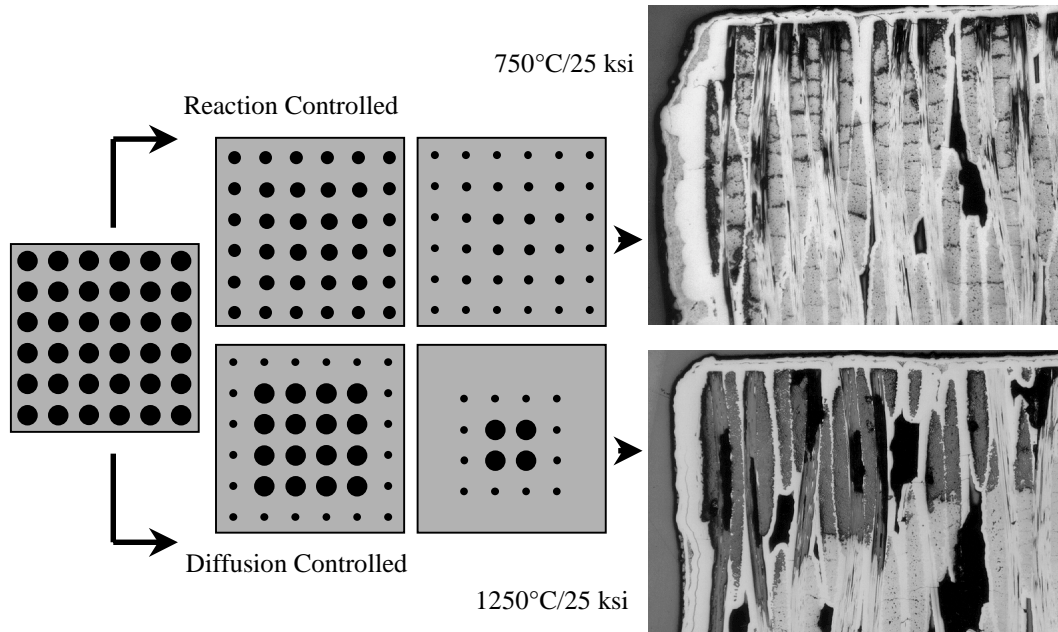 750°C/25 ksi
Reaction Controlled
Diffusion Controlled
1250°C/25 ksi